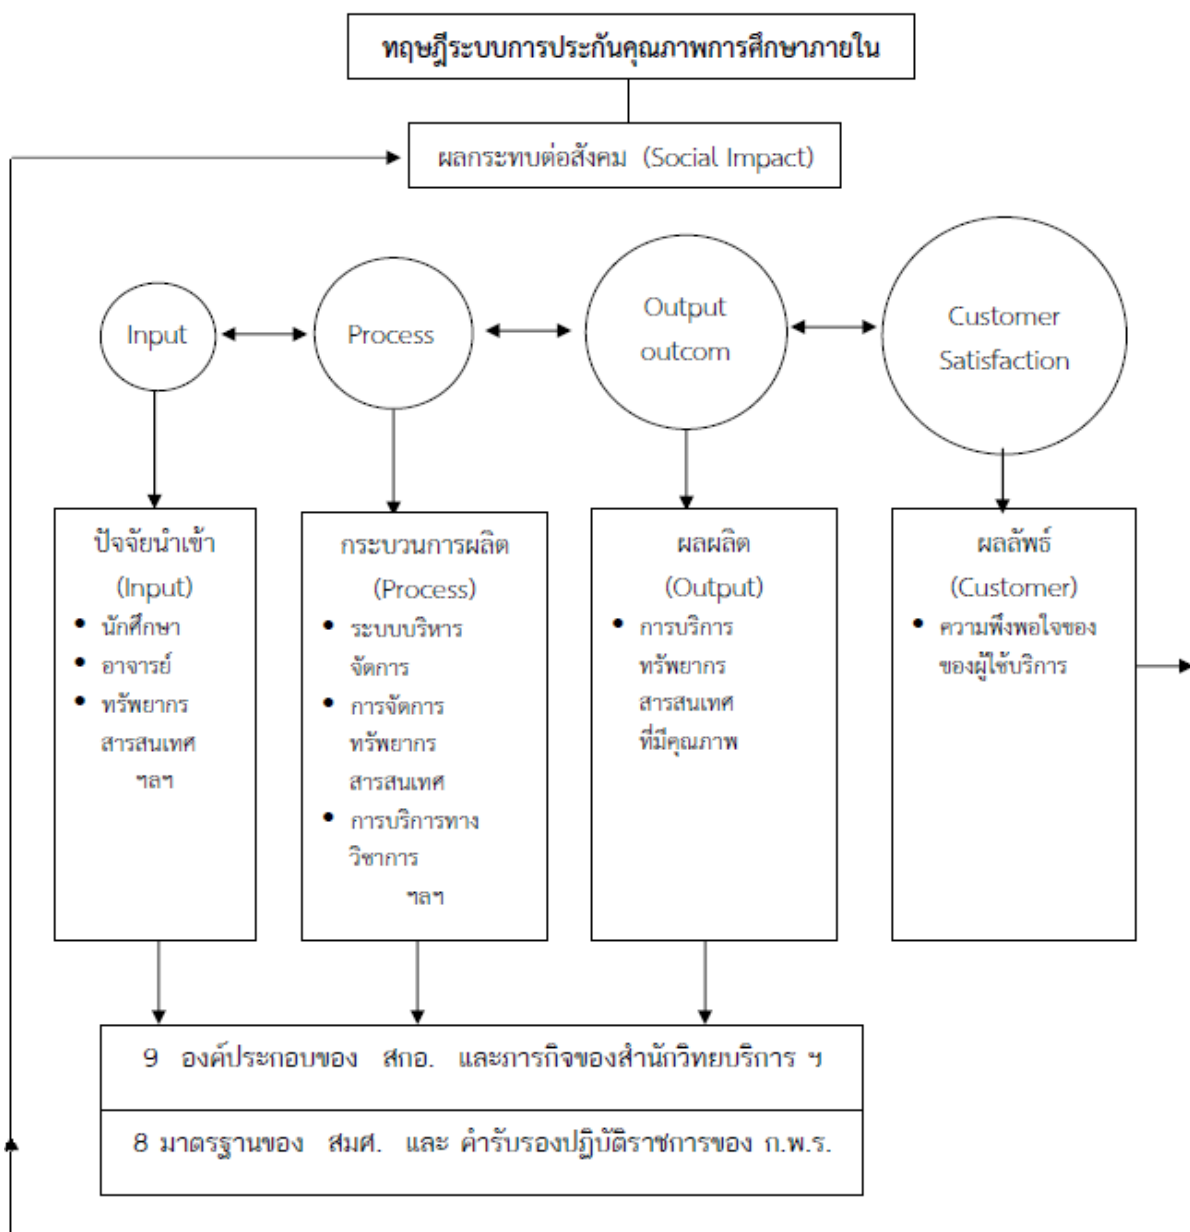 ทฤษฎีระบบการประกันคุณภาพการศึกษาภายใน
ผลกระทบต่อสังคม (Social Impact)
Input
Process
Output
outcom
Customer
Satisfaction
ปัจจัยนำเข้า
(Input)
• นักศึกษา
• อาจารย์
• ทรัพยากร
สารสนเทศ
ฯลฯ
กระบวนการผลิต
(Process)
• ระบบบริหาร
จัดการ
• การจัดการ
ทรัพยากร
สารสนเทศ
• การบริการทาง
วิชาการ
ฯลฯ
ผลผลิต
(Output)
• การบริการ
ทรัพยากร
สารสนเทศ
ที่มีคุณภาพ
ผลลัพธ์
(Customer)
• ความพึงพอใจของ
ของผู้ใช้บริการ
9 องค์ประกอบของ สกอ. และภารกิจของสำนักวิทยบริการ ฯ
8 มาตรฐานของ สมศ. และ คำรับรองปฏิบัติราชการของ ก.พ.ร.